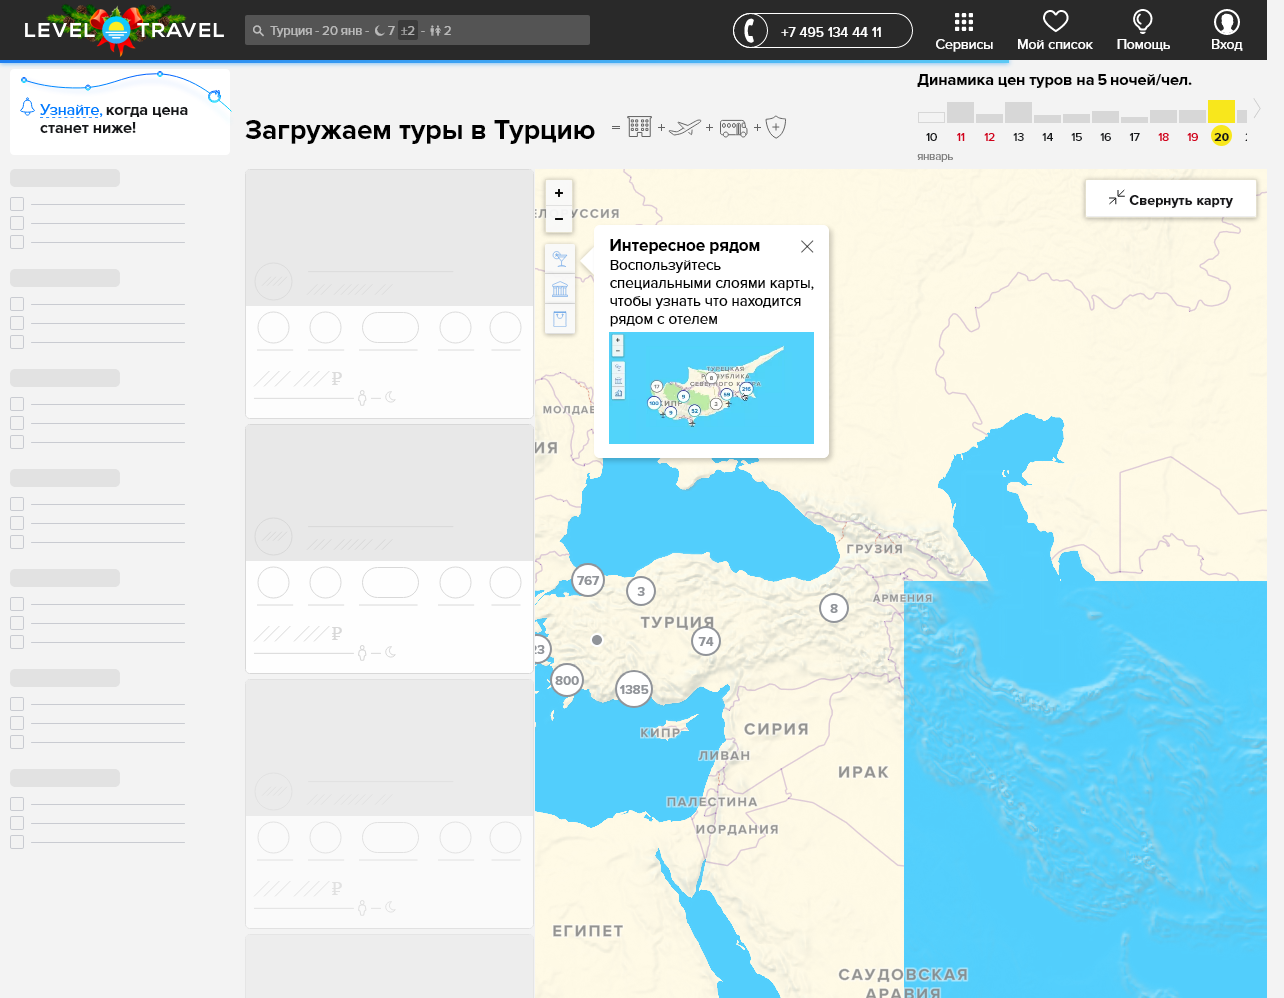 LEVEL TRAVEL
Турция - 20 янв - 7 ±2 - 2
+7 495 134 44 11
Сервисы
Мой список
Помощь
Вход
Узнайте, когда цена
станет ниже!
Загружаем туры в Турцию = + + +
Динамика цен туров на 5 ночей/чел.
10 11 12 13 14 15 16 17 18 19 20
январь
+
−
Свернуть карту
Интересное рядом
Воспользуйтесь
специальными слоями карты,
чтобы узнать что находится
рядом с отелем
ТУРЕЦКАЯ
РЕСПУБЛИКА
СЕВЕРНОГО КИПРА
МОЛДАВ
ИЯ
ГРУЗИЯ
АРМЕНИЯ
767
3
8
ТУРЦИЯ
74
23
800
1385
КИПР
СИРИЯ
ЛИВАН
ИРАК
ПАЛЕСТИНА
ИОРДАНИЯ
ЕГИПЕТ
САУДОВСКАЯ
АРАВИЯ
₽
₽
₽